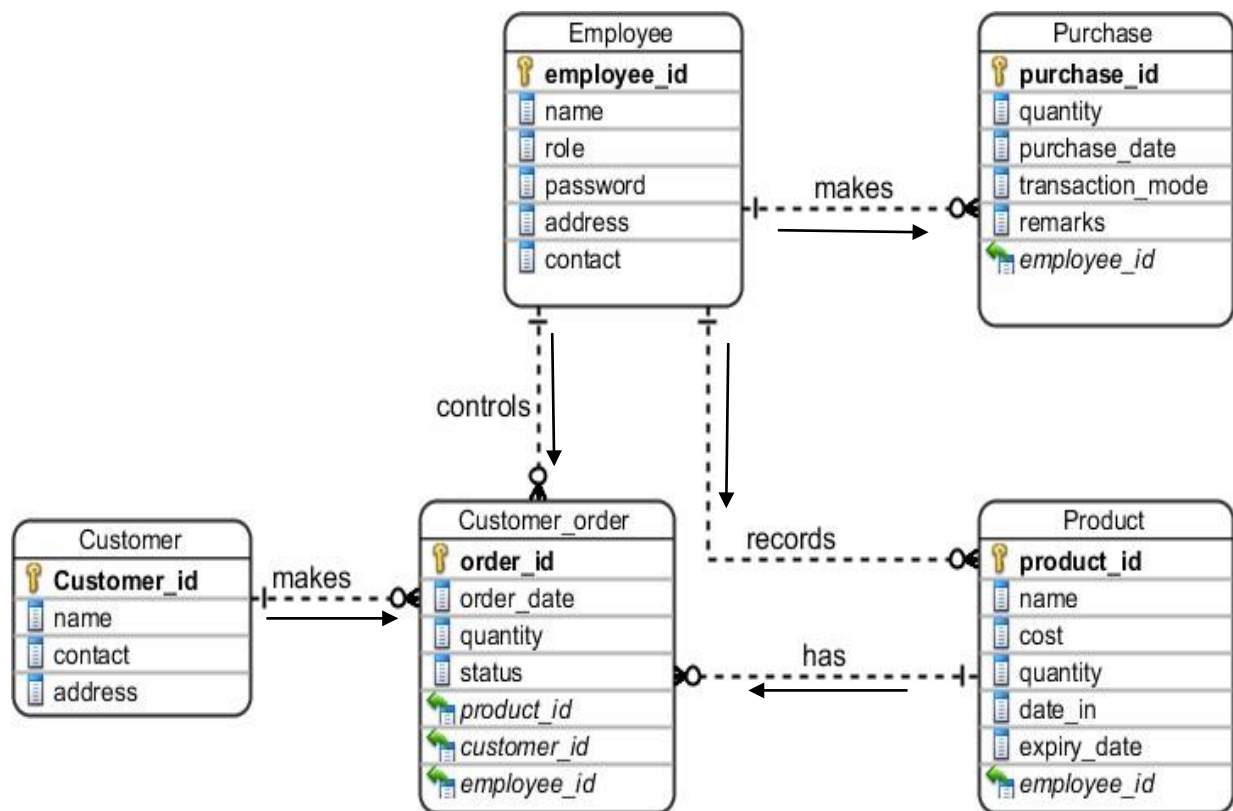 Employee
employee_id
name
role
password
address
contact
Purchase
purchase_id
quantity
purchase_date
transaction_mode
remarks
employee_id
makes
controls
records
Customer
Customer_id
name
contact
address
makes
Customer_order
order_id
order_date
quantity
status
product_id
customer_id
employee_id
has
Product
product_id
name
cost
quantity
date_in
expiry_date
employee_id